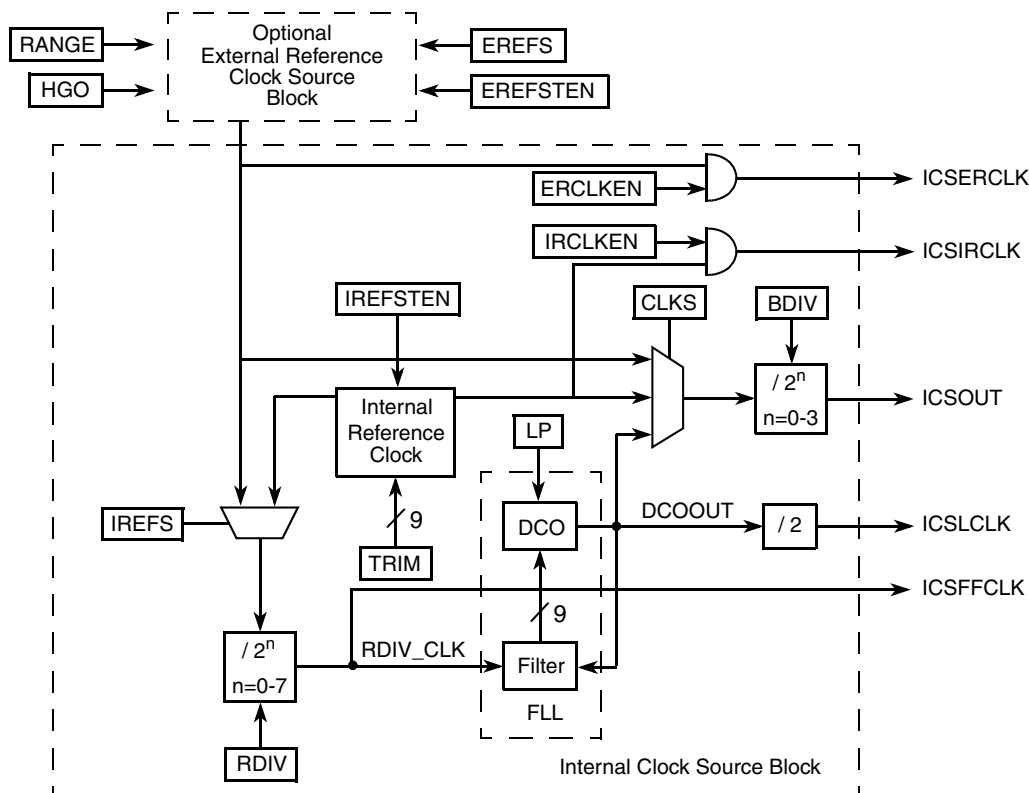 RANGE
HGO
Optional
External Reference
Clock Source
Block
EREFS
EREFSTEN
ERCLKEN
ICSERCLK
IRCLKEN
ICSIRCLK
IREFSTEN
CLKS
BDIV
Internal
Reference
Clock
/ 2ⁿ
n=0-3
ICSOUT
LP
IREFS
9
TRIM
DCO
DCOOUT
/ 2
ICSLCLK
ICSFFCLK
9
/ 2ⁿ
n=0-7
RDIV_CLK
Filter
FLL
RDIV
Internal Clock Source Block